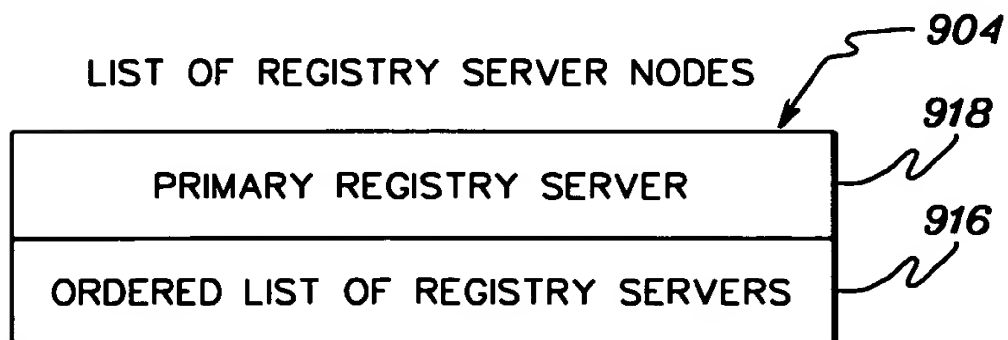 904
LIST OF REGISTRY SERVER NODES
918
PRIMARY REGISTRY SERVER
916
ORDERED LIST OF REGISTRY SERVERS